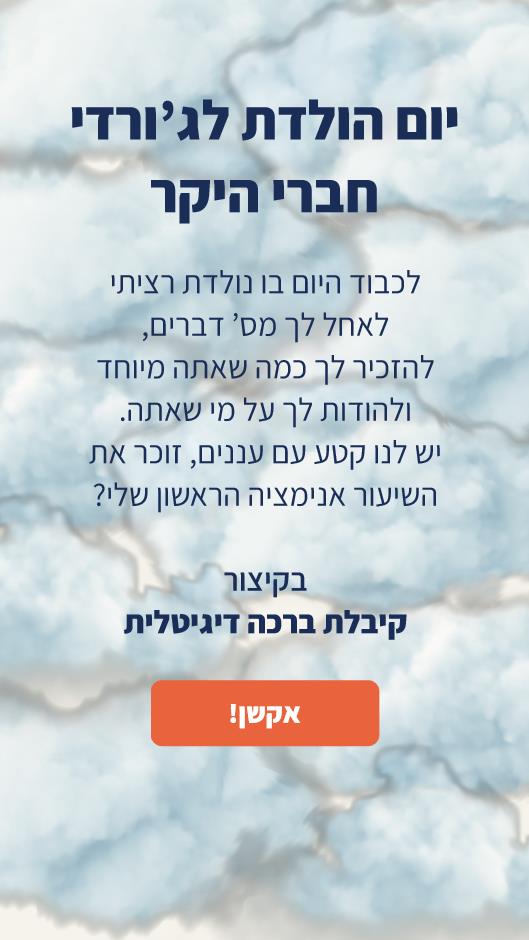 יום הולדת לג'ורדי
חברי היקר
לכבוד היום בו נולדת רציתי
לאחל לך מס' דברים,
להזכיר לך כמה שאתה מיוחד
ולהודות לך על מי שאתה.
יש לנו קטע עם עננים, זוכר את
השיעור אנימציה הראשון שלי?
בקיצור
קיבלת ברכה דיגיטלית
אקשן!